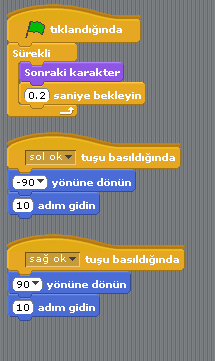 tıklandığında
Sürekli
Sonraki karakter
0.2 saniye bekleyin
sol ok tuşu basıldığında
-90 yönüne dönün
10 adım gidin
sağ ok tuşu basıldığında
90 yönüne dönün
10 adım gidin